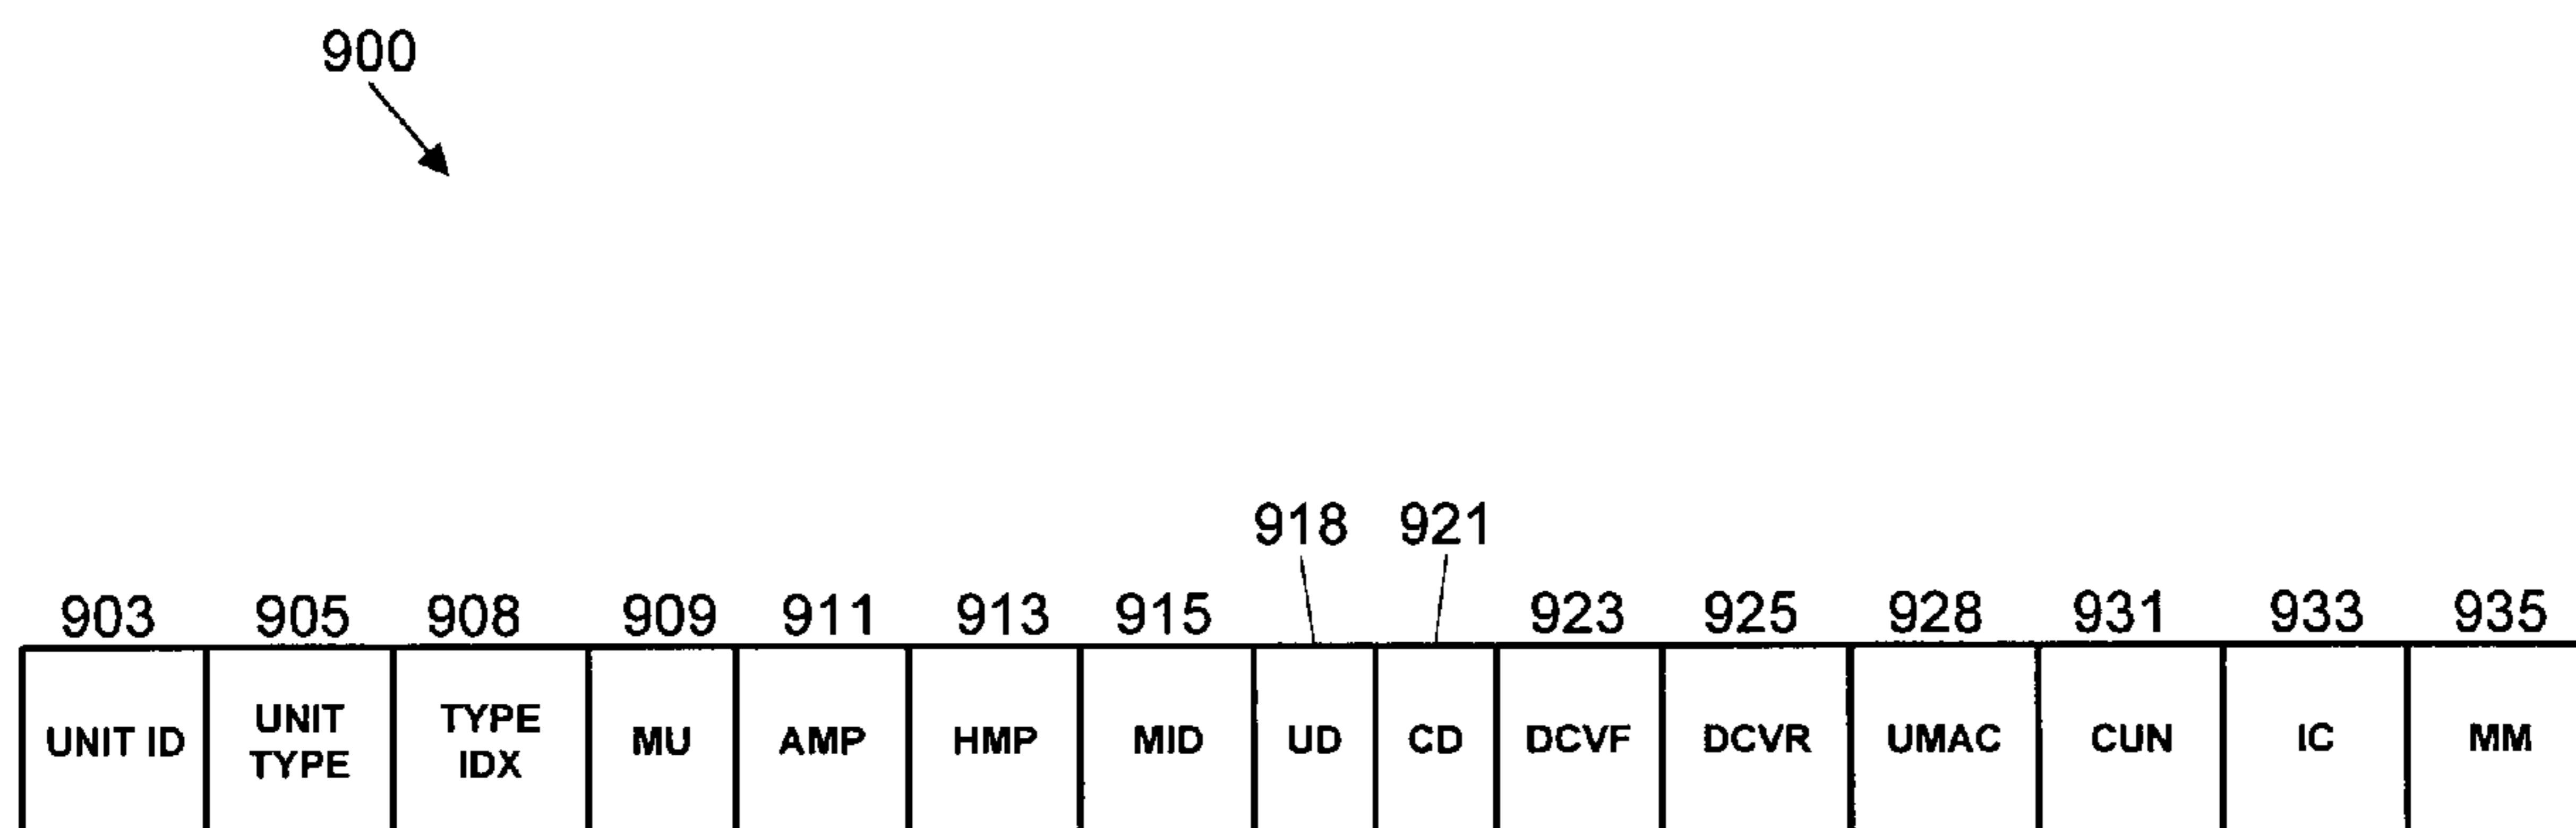 900
918 921
903 905 908 909 911 913 915 923 925 928 931 933 935
UNIT ID UNIT TYPE TYPE IDX MU AMP HMP MID UD CD DCVF DCVR UMAC CUN IC MM